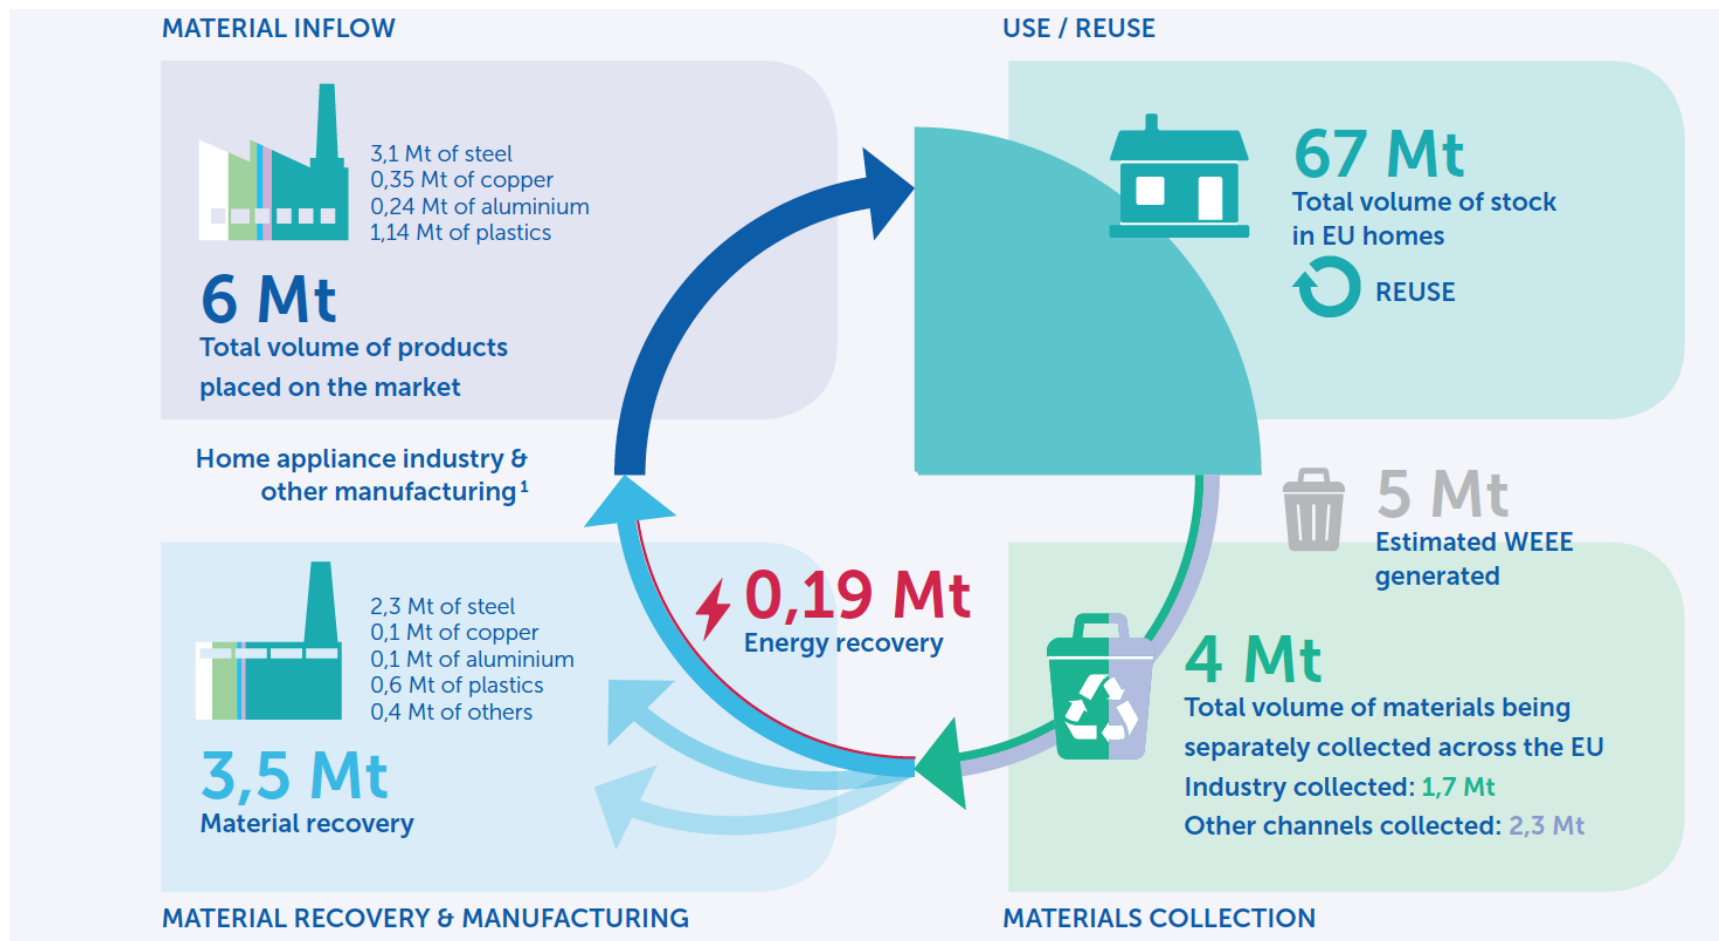 MATERIAL INFLOW
3,1 Mt of steel
0,35 Mt of copper
0,24 Mt of aluminium
1,14 Mt of plastics
6 Mt
Total volume of products
placed on the market
USE / REUSE
67 Mt
Total volume of stock
in EU homes
REUSE
Home appliance industry &
other manufacturing¹
5 Mt
Estimated WEEE
generated
2,3 Mt of steel
0,1 Mt of copper
0,1 Mt of aluminium
0,6 Mt of plastics
0,4 Mt of others
3,5 Mt
Material recovery
0,19 Mt
Energy recovery
4 Mt
Total volume of materials being
separately collected across the EU
Industry collected: 1,7 Mt
Other channels collected: 2,3 Mt
MATERIAL RECOVERY & MANUFACTURING
MATERIALS COLLECTION